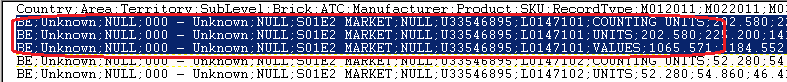 Country;Area;Territory;SubLevel;Brick;ATC;Manufacturer;Product;SKU;RecordType;M012011;M022011;M
BE;Unknown;NULL;000 - Unknown;NULL;S01E2 MARKET;NULL;U33546895;L0147101;COUNTING UNITS;202.580;2
BE;Unknown;NULL;000 - Unknown;NULL;S01E2 MARKET;NULL;U33546895;L0147101;UNITS;202.580;22 .200;14
BE;Unknown;NULL;000 - Unknown;NULL;S01E2 MARKET;NULL;U33546895;L0147101;VALUES;1065.571; 184.552
BE;Unknown;NULL;000 - Unknown;NULL;S01E2 MARKET;NULL;U33546895;L0147102;COUNTING UNITS;52.280;54
BE;Unknown;NULL;000 - Unknown;NULL;S01E2 MARKET;NULL;U33546895;L0147102;UNITS;52.280;54.860;46.4